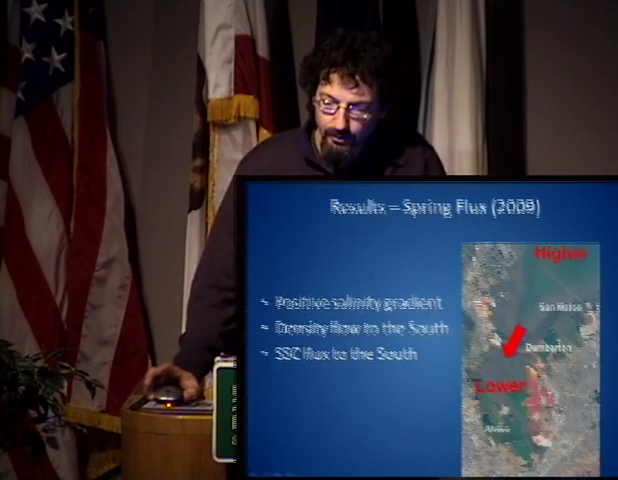 Results – Spring Flux (2009)
Higher
- Positive salinity gradient
San Mateo
- Density flow to the South
Dumbarton
- SSC flux to the South
Lower